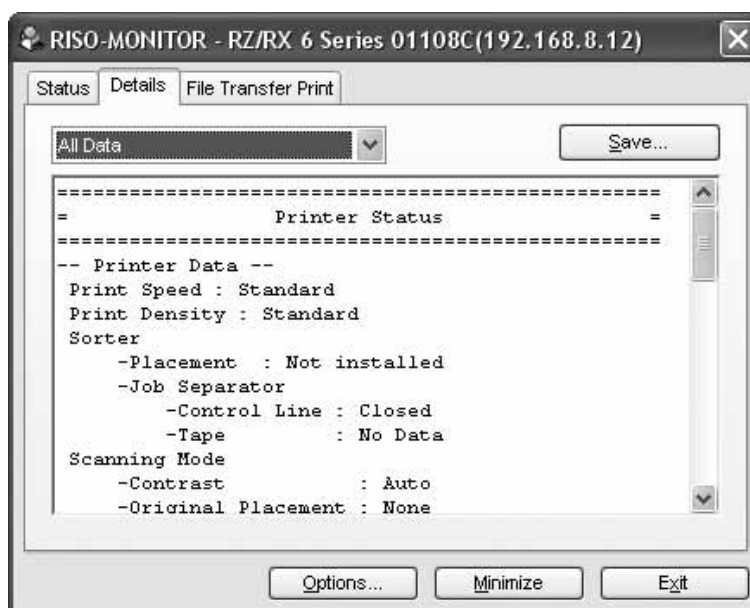 RISO-MONITOR - RZ/RX 6 Series 01108C(192.168.8.12)
Status Details File Transfer Print
All Data Save...
==================================================
= Printer Status =
==================================================
-- Printer Data --
Print Speed : Standard
Print Density : Standard
Sorter
-Placement : Not installed
-Job Separator
-Control Line : Closed
-Tape : No Data
Scanning Mode
-Contrast : Auto
-Original Placement : None
Options... Minimize Exit